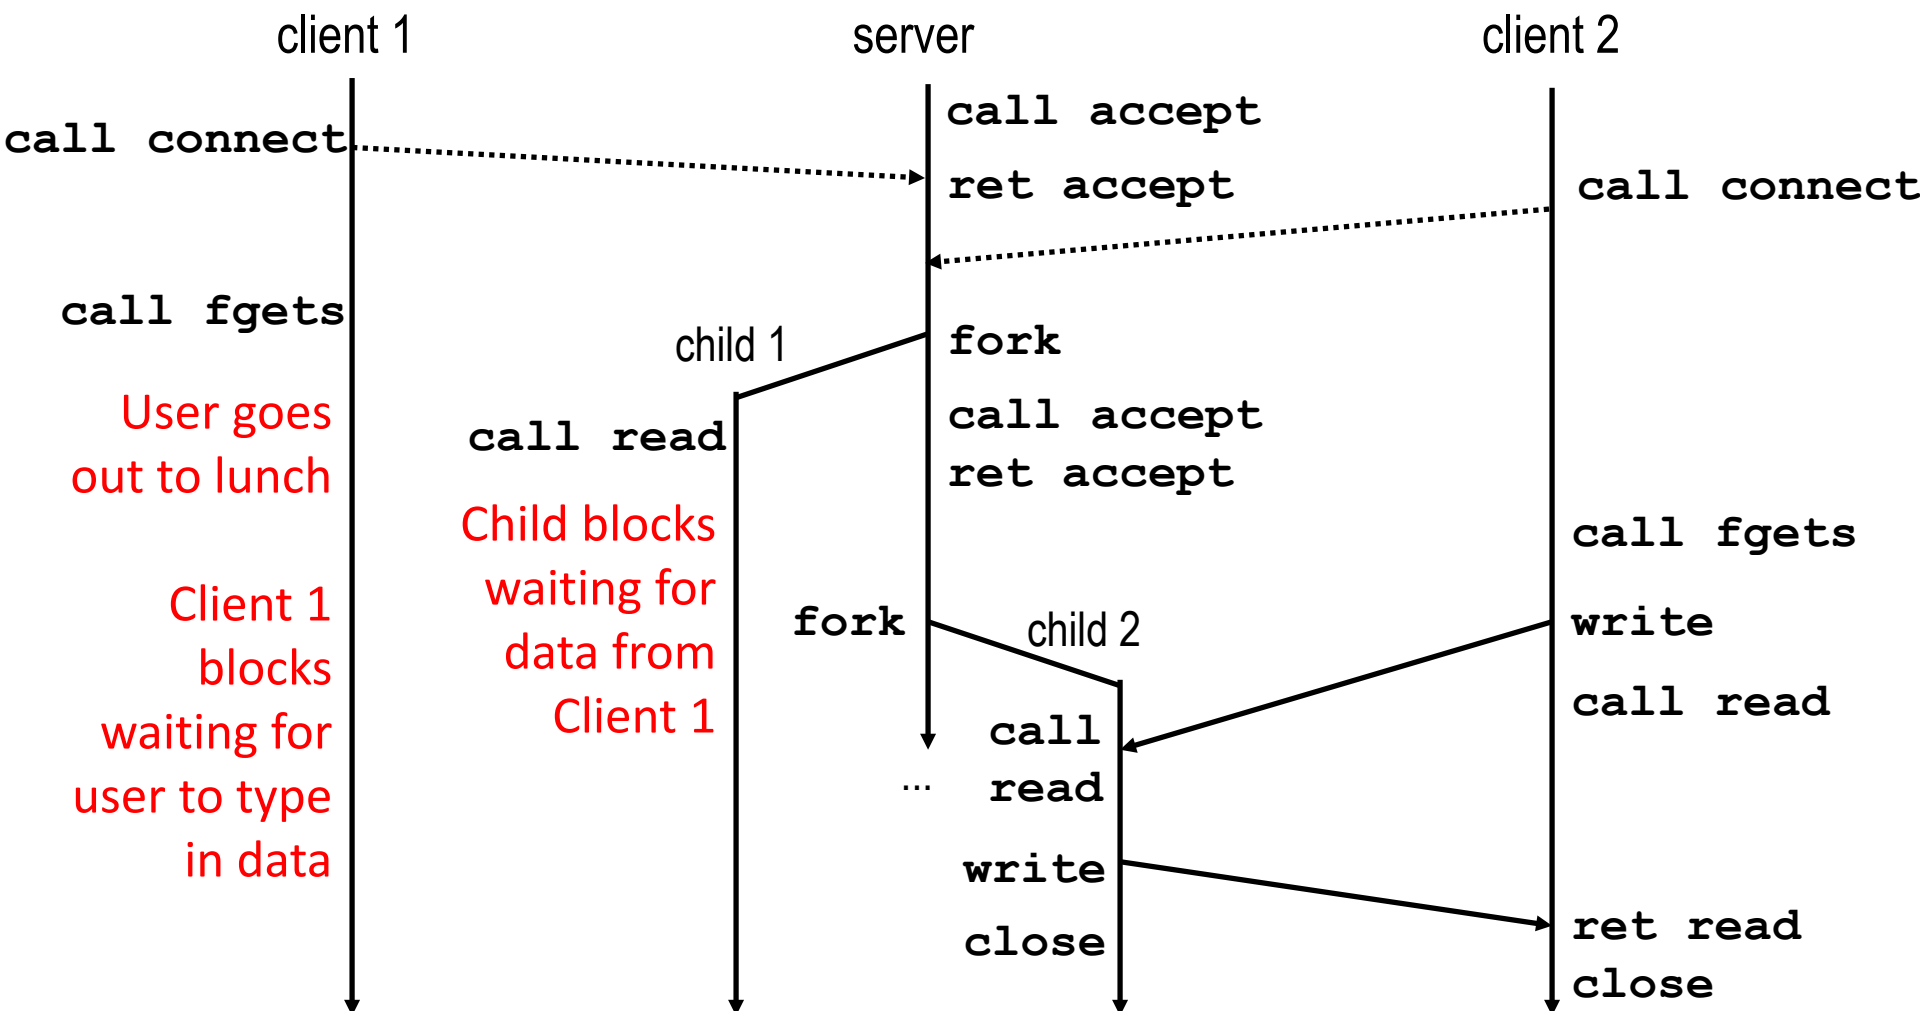 client 1
server
client 2
call connect
call accept
ret accept
call connect
call fgets
child 1
fork
User goes
out to lunch
call read
call accept
ret accept
Child blocks
waiting for
data from
Client 1
call fgets
Client 1
blocks
waiting for
user to type
in data
fork
child 2
write
call read
...
call
read
write
close
ret read
close